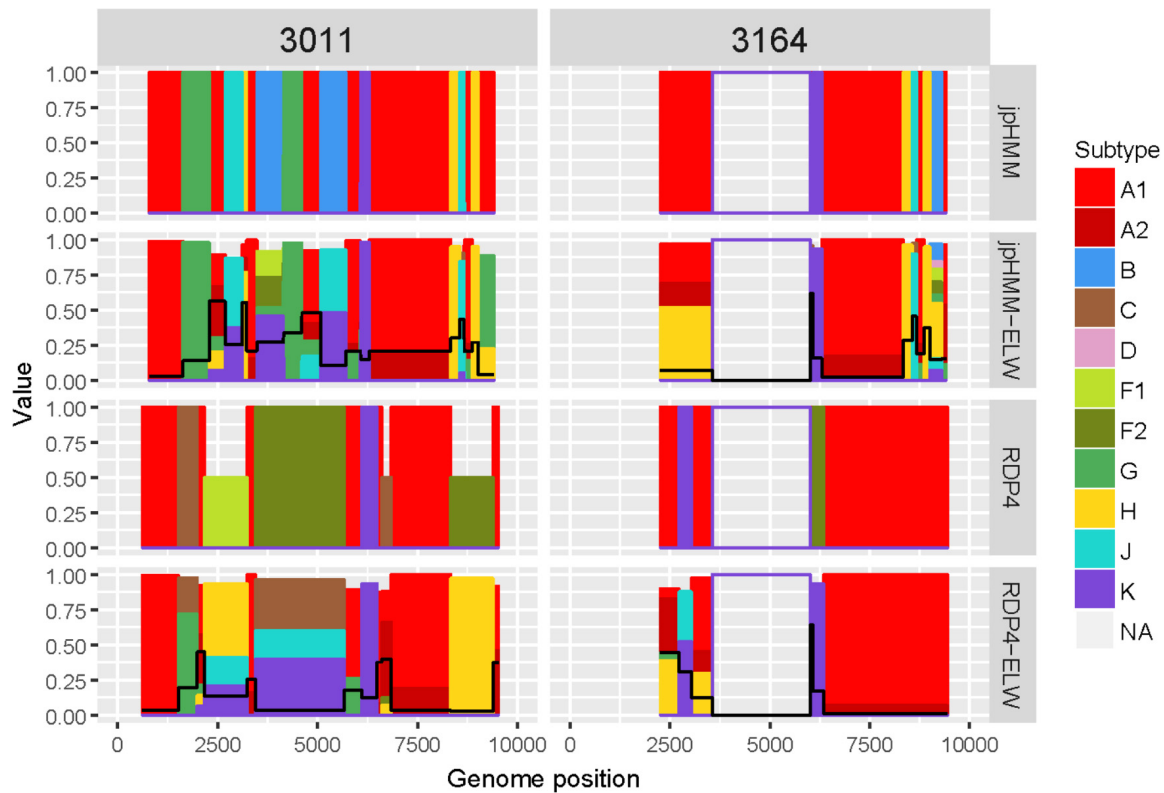 3011 3164
1.00
0.75
0.50
0.25
0.00
jpHMM
1.00
0.75
0.50
0.25
0.00
jpHMM-ELW
1.00
0.75
0.50
0.25
0.00
RDP4
1.00
0.75
0.50
0.25
0.00
RDP4-ELW
Value
0 2500 5000 7500 10000 0 2500 5000 7500 10000
Genome position
Subtype
A1
A2
B
C
D
F1
F2
G
H
J
K
NA